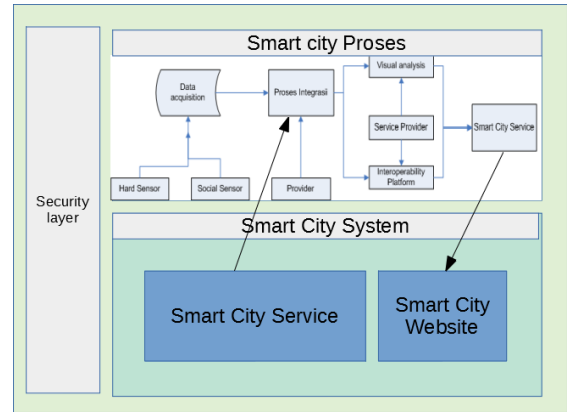 Smart city Proses
Visual analysis
Data
acquisition
Proses Integrasi
Service Provider
Smart City Service
Interoperability
Platform
Hard Sensor
Social Sensor
Provider
Security
layer
Smart City System
Smart City Service
Smart City
Website